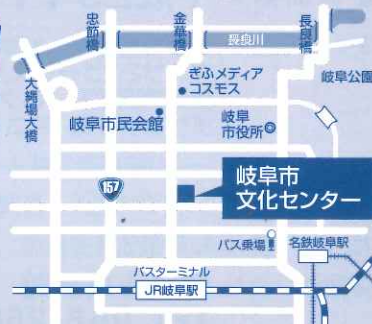 忠節橋
金華橋
長良橋
長良川
大縄場大橋
ぎふメディア
コスモス
岐阜公園
岐阜市民会館
岐阜
市役所
157
岐阜市
文化センター
バス乗場
名鉄岐阜駅
バスターミナル
JR岐阜駅